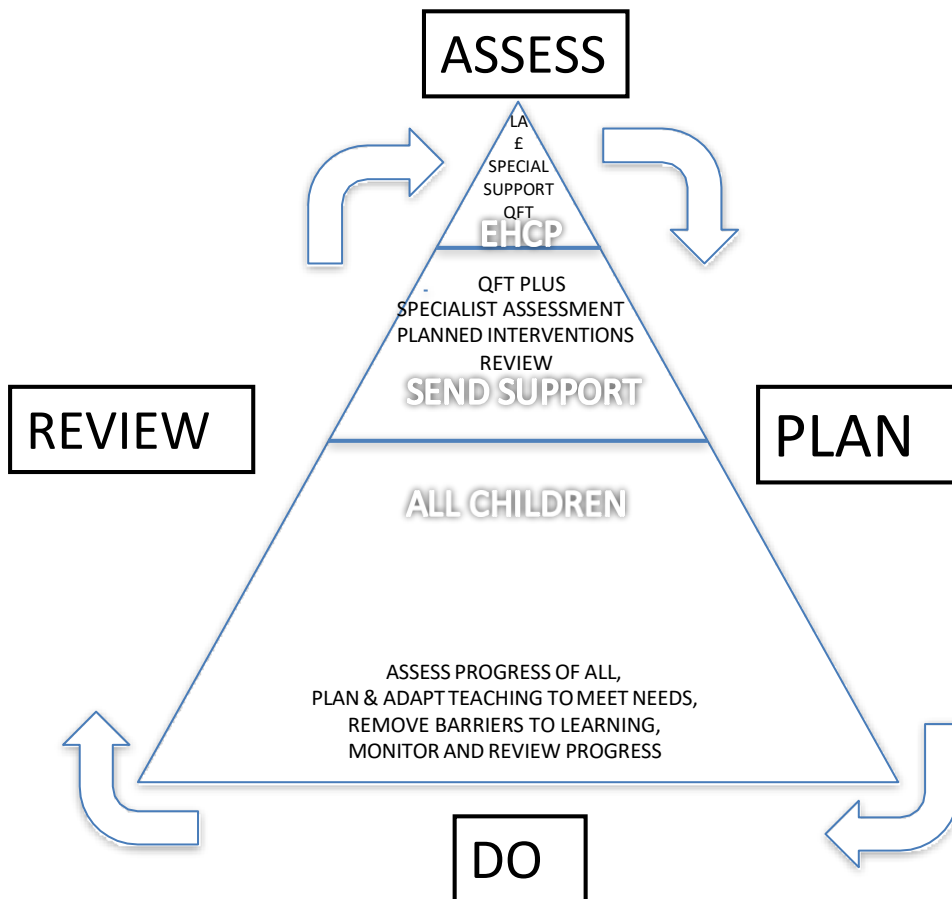 ASSESS
LA
£
SPECIAL
SUPPORT
QFT
EHCP
QFT PLUS
SPECIALIST ASSESSMENT
PLANNED INTERVENTIONS
REVIEW
SEND SUPPORT
REVIEW
PLAN
ALL CHILDREN
ASSESS PROGRESS OF ALL,
PLAN & ADAPT TEACHING TO MEET NEEDS,
REMOVE BARRIERS TO LEARNING,
MONITOR AND REVIEW PROGRESS
DO